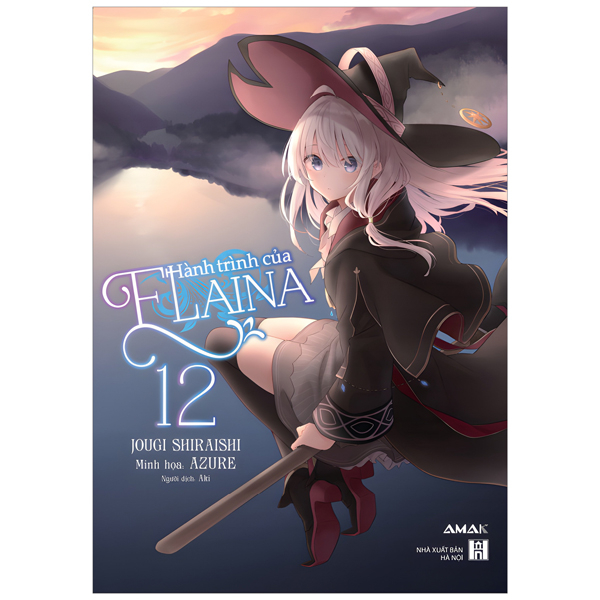 Hành trình của
ELAINA
12
JOUGI SHIRAISHI
Minh họa: AZURE
Người dịch: Aki
AMAK
NHÀ XUẤT BẢN
HÀ NỘI